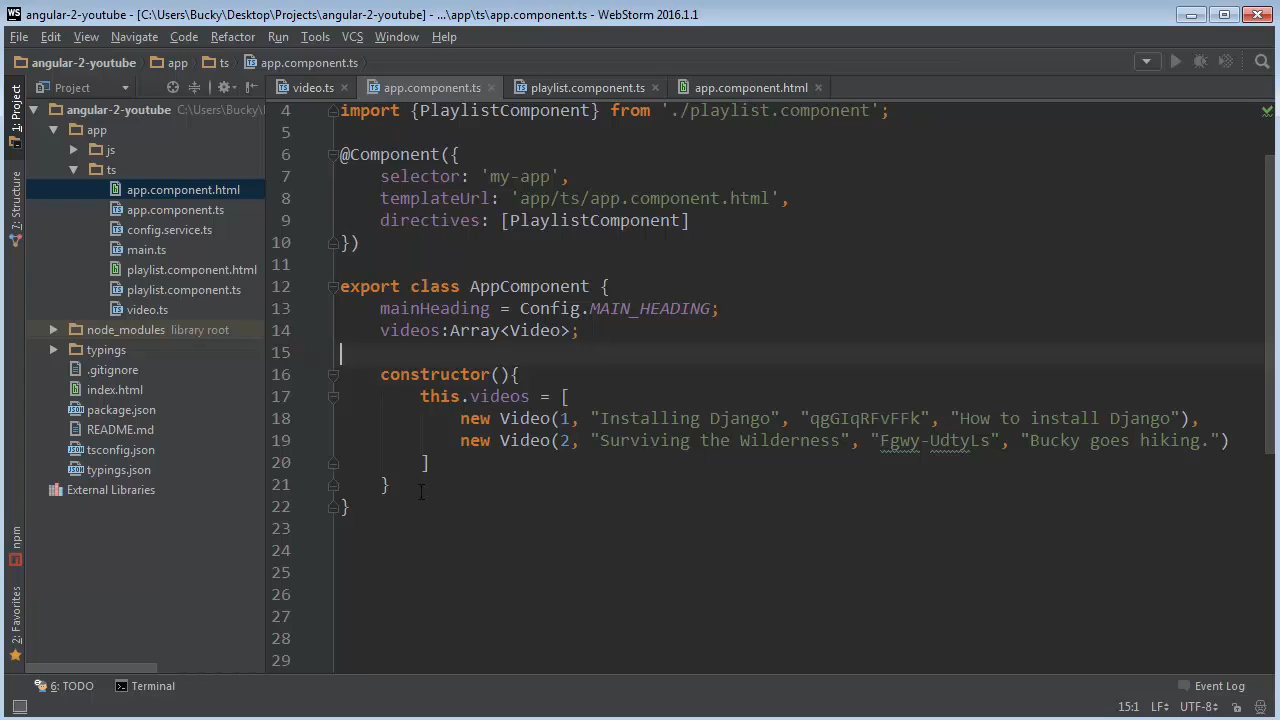 WS angular-2-youtube - [C:\Users\Bucky\Desktop\Projects\angular-2-youtube] - ...\app\ts\app.component.ts - WebStorm 2016.1.1
File Edit View Navigate Code Refactor Run Tools VCS Window Help
angular-2-youtube app ts app.component.ts
Project video.ts app.component.ts playlist.component.ts app.component.html
1: Project
7: Structure
npm
2: Favorites
angular-2-youtube C:\Users\Bucky\
app
js
ts
app.component.html
app.component.ts
config.service.ts
main.ts
playlist.component.html
playlist.component.ts
video.ts
node_modules library root
typings
.gitignore
index.html
package.json
README.md
tsconfig.json
typings.json
External Libraries
4 import {PlaylistComponent} from './playlist.component';
5
6 @Component({
7 selector: 'my-app',
8 templateUrl: 'app/ts/app.component.html',
9 directives: [PlaylistComponent]
10 })
11
12 export class AppComponent {
13 mainHeading = Config.MAIN_HEADING;
14 videos:Array<Video>;
15
16 constructor(){
17 this.videos = [
18 new Video(1, "Installing Django", "qgGIqRFvFFk", "How to install Django"),
19 new Video(2, "Surviving the Wilderness", "Fgwy-UdtyLs", "Bucky goes hiking.")
20 ]
21 }
22 }
23
24
25
26
27
28
29
6: TODO Terminal Event Log
15:1 LF UTF-8